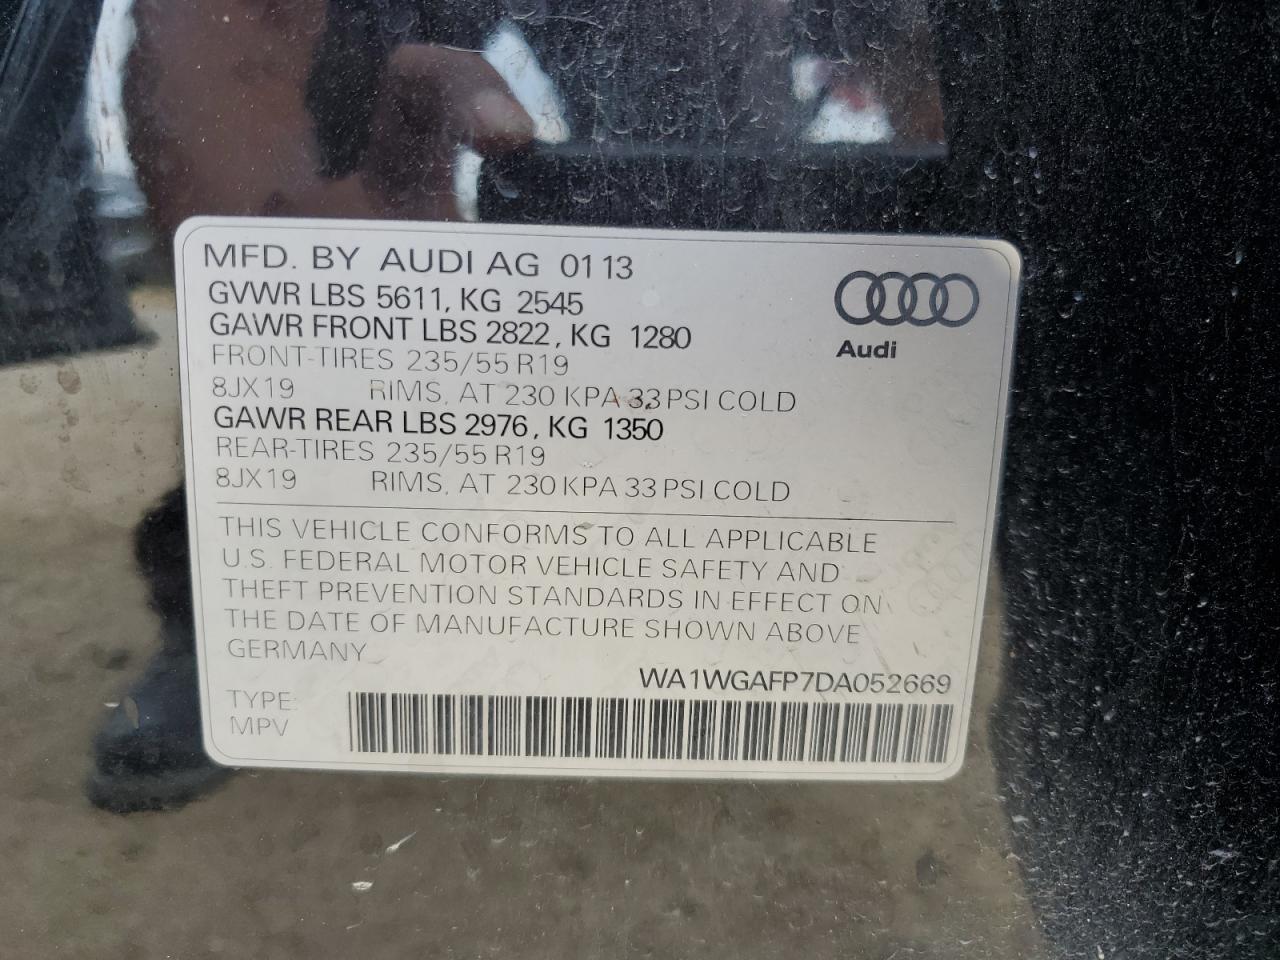 MFD. BY AUDI AG 01 13
GVWR LBS 5611, KG 2545
GAWR FRONT LBS 2822, KG 1280
FRONT-TIRES 235/55 R19
8JX19 RIMS, AT 230 KPA 33 PSI COLD
GAWR REAR LBS 2976, KG 1350
REAR-TIRES 235/55 R19
8JX19 RIMS, AT 230 KPA 33 PSI COLD
Audi
THIS VEHICLE CONFORMS TO ALL APPLICABLE
U.S. FEDERAL MOTOR VEHICLE SAFETY AND
THEFT PREVENTION STANDARDS IN EFFECT ON
THE DATE OF MANUFACTURE SHOWN ABOVE
GERMANY
WA1WGAFP7DA052669
TYPE:
MPV